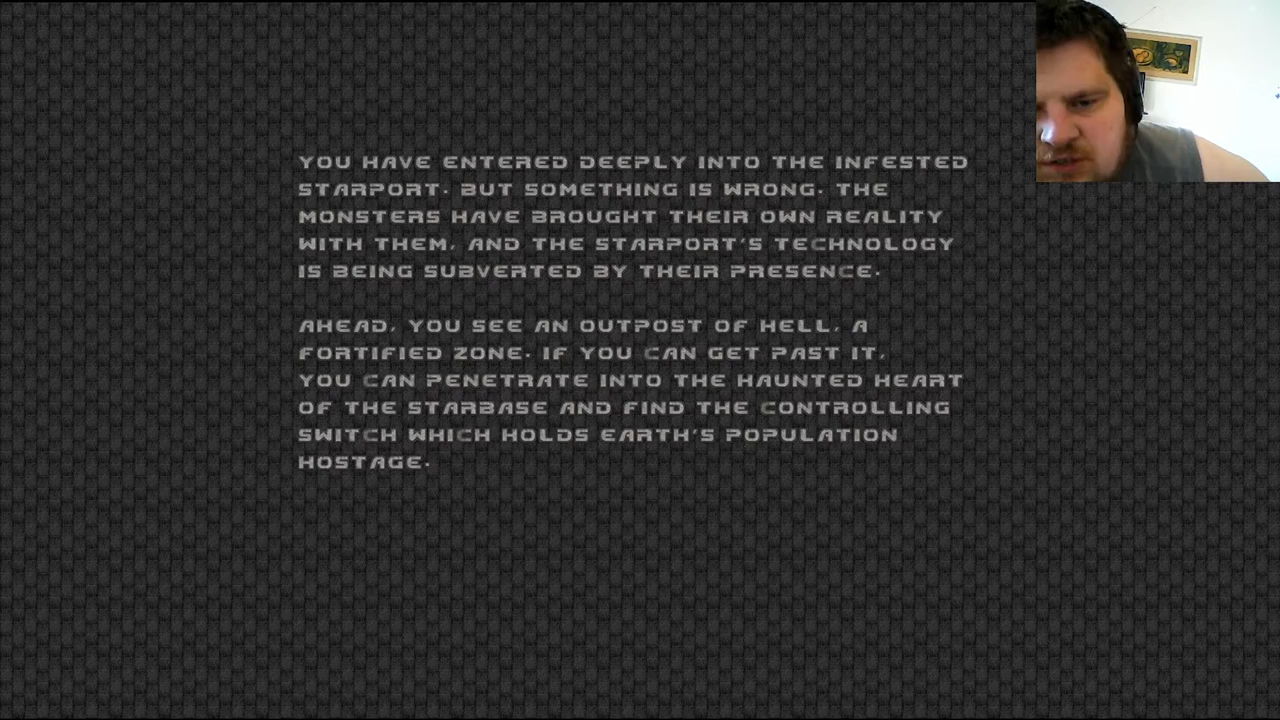 YOU HAVE ENTERED DEEPLY INTO THE INFESTED
STARPORT. BUT SOMETHING IS WRONG. THE
MONSTERS HAVE BROUGHT THEIR OWN REALITY
WITH THEM, AND THE STARPORT'S TECHNOLOGY
IS BEING SUBVERTED BY THEIR PRESENCE.
AHEAD, YOU SEE AN OUTPOST OF HELL, A
FORTIFIED ZONE. IF YOU CAN GET PAST IT,
YOU CAN PENETRATE INTO THE HAUNTED HEART
OF THE STARBASE AND FIND THE CONTROLLING
SWITCH WHICH HOLDS EARTH'S POPULATION
HOSTAGE.